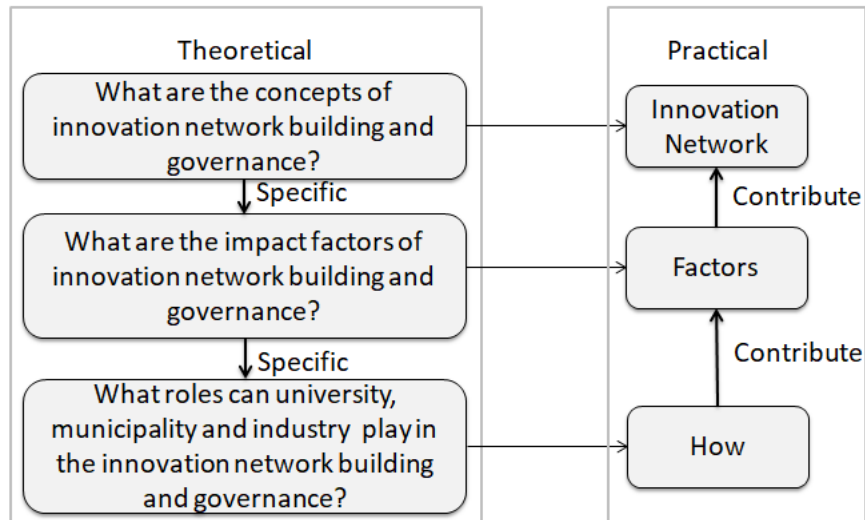 Theoretical
What are the concepts of
innovation network building and
governance?
Specific
What are the impact factors of
innovation network building and
governance?
Specific
What roles can university,
municipality and industry play in
the innovation network building
and governance?
Practical
Innovation
Network
Contribute
Factors
Contribute
How